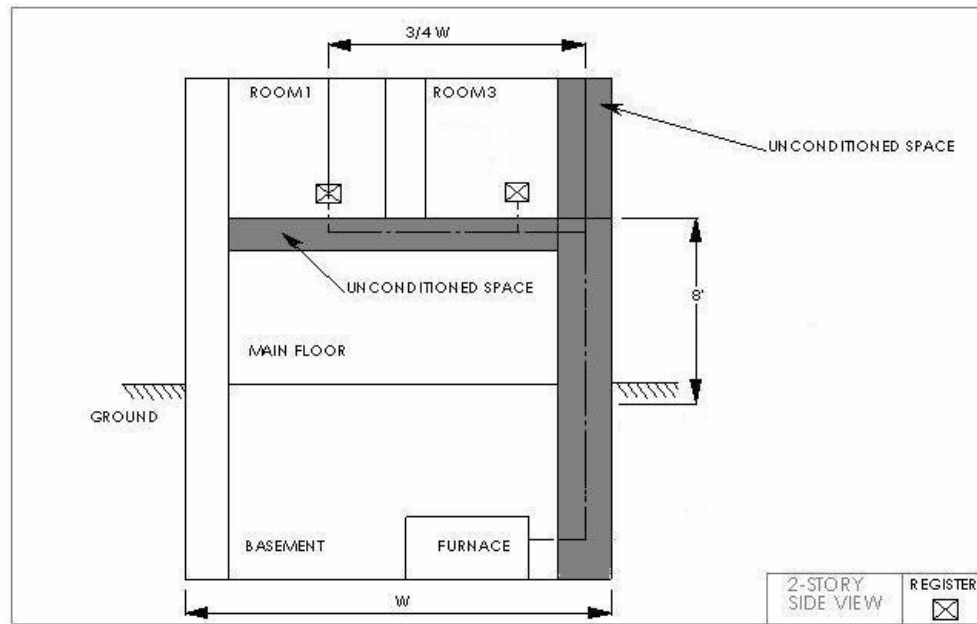 3/4 W
ROOM1
ROOM3
UNCONDITIONED SPACE
UNCONDITIONED SPACE
8'
MAIN FLOOR
GROUND
BASEMENT
FURNACE
W
2-STORY
SIDE VIEW
REGISTER